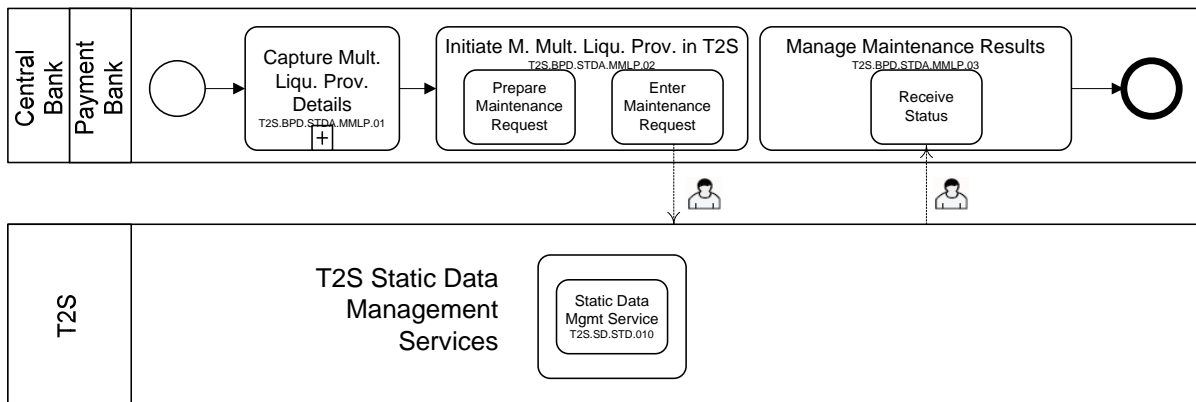 Central
Bank
Payment
Bank
Capture Mult.
Liqu. Prov.
Details
T2S.BPD.STDA.MMLP.01
+
Initiate M. Mult. Liqu. Prov. in T2S
T2S.BPD.STDA.MMLP.02
Prepare
Maintenance
Request
Enter
Maintenance
Request
Manage Maintenance Results
T2S.BPD.STDA.MMLP.03
Receive
Status
T2S
T2S Static Data
Management
Services
Static Data
Mgmt Service
T2S.SD.STD.010